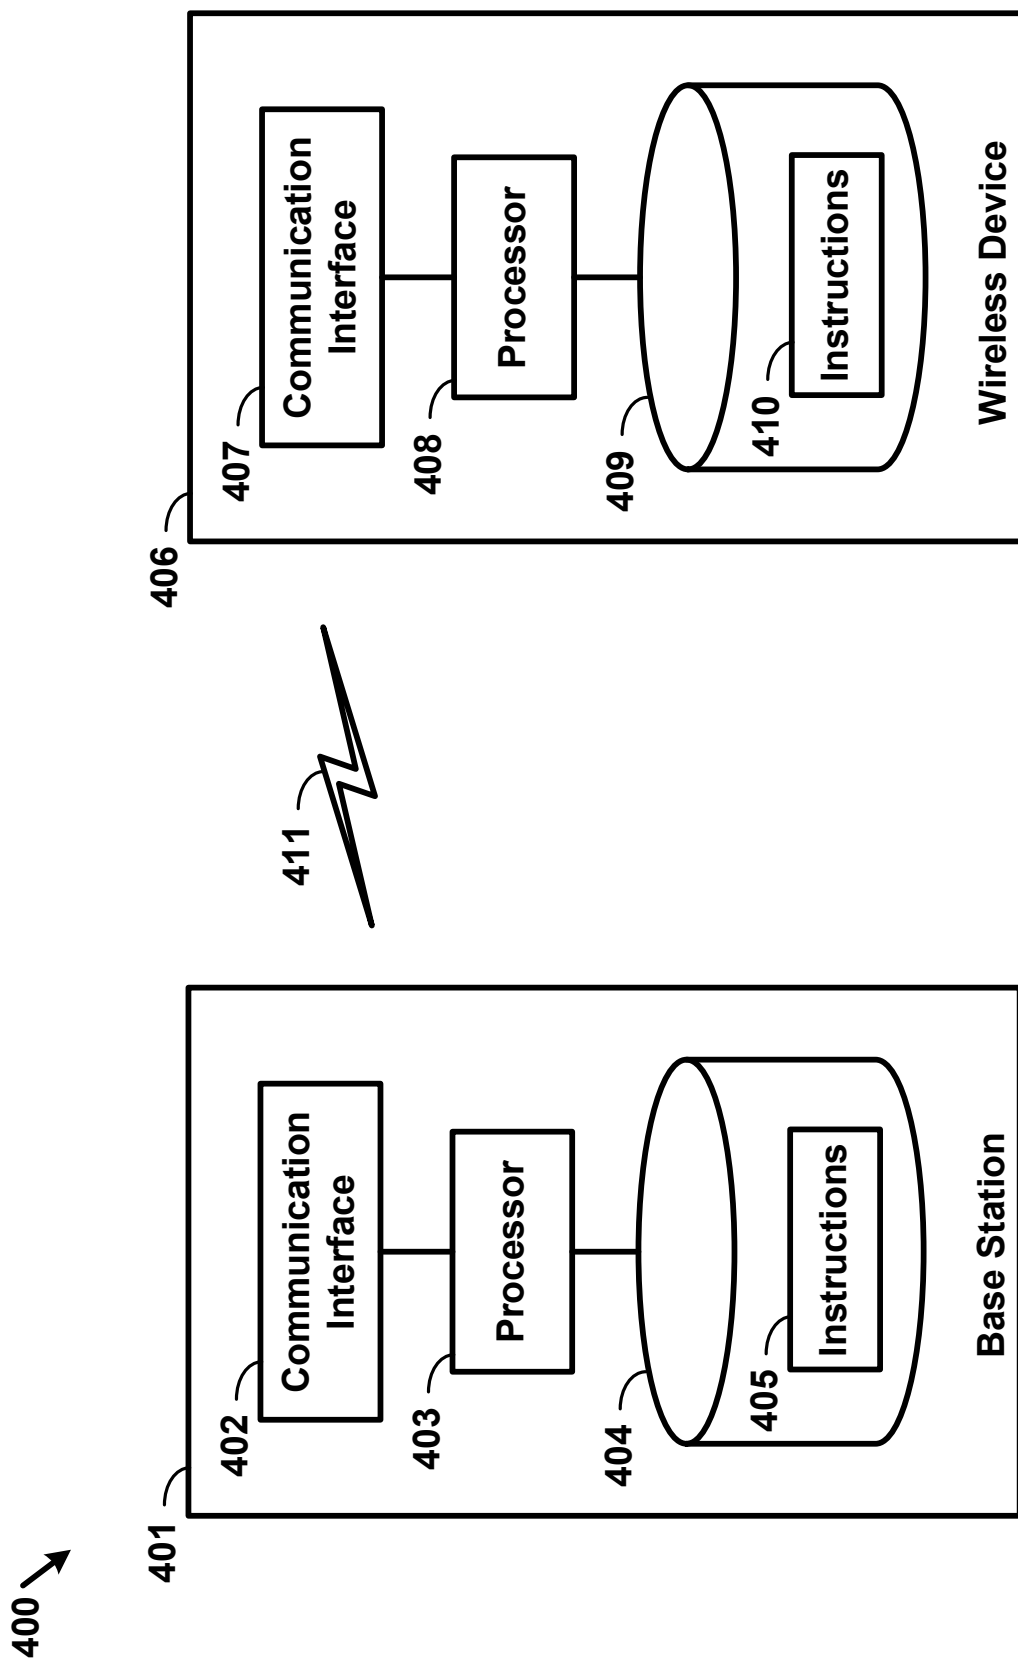 400
401
402
Communication
Interface
403
Processor
404
405
Instructions
Base Station
411
406
407
Communication
Interface
408
Processor
409
410
Instructions
Wireless Device